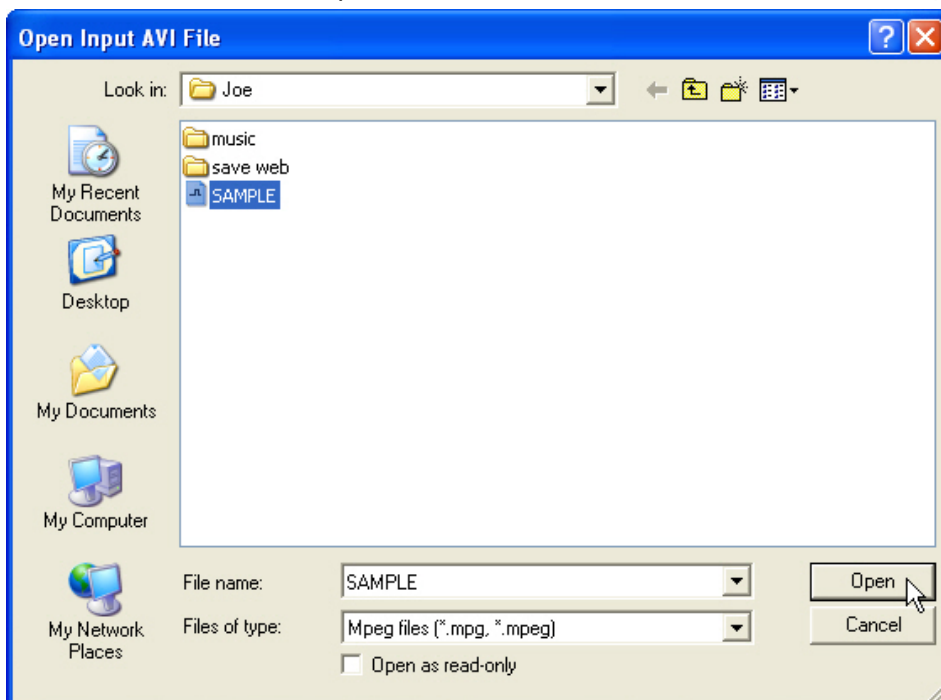 Open Input AVI File
Look in: Joe
music
save web
SAMPLE
My Recent
Documents
Desktop
My Documents
My Computer
My Network
Places
File name: SAMPLE Open
Files of type: Mpeg files (*.mpg, *.mpeg) Cancel
Open as read-only